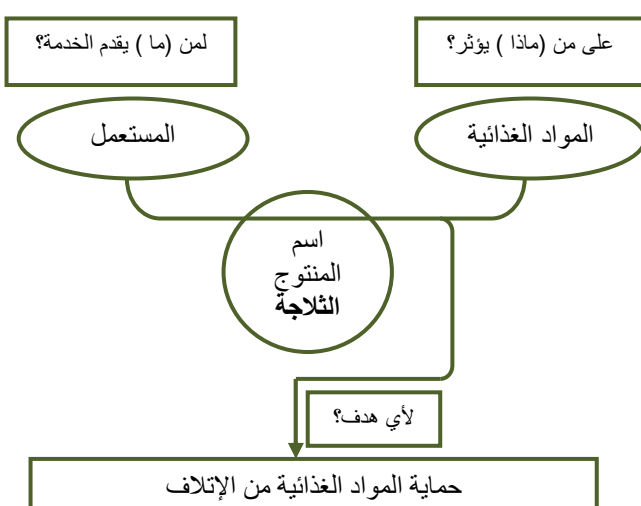 على من (ماذا ) يؤثر؟
لمن (ما ) يقدم الخدمة؟
المواد الغذائية
المستعمل
اسم
المنتوج
الثلاجة
لأي هدف؟
حماية المواد الغذائية من الإتلاف